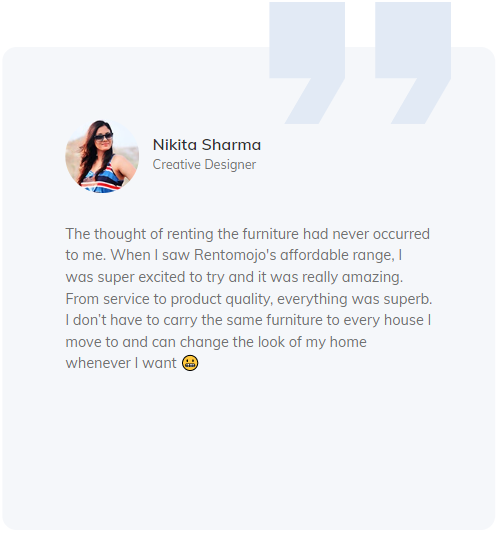 Nikita Sharma
Creative Designer
The thought of renting the furniture had never occurred
to me. When I saw Rentomojo's affordable range, I
was super excited to try and it was really amazing.
From service to product quality, everything was superb.
I don't have to carry the same furniture to every house I
move to and can change the look of my home
whenever I want 😀